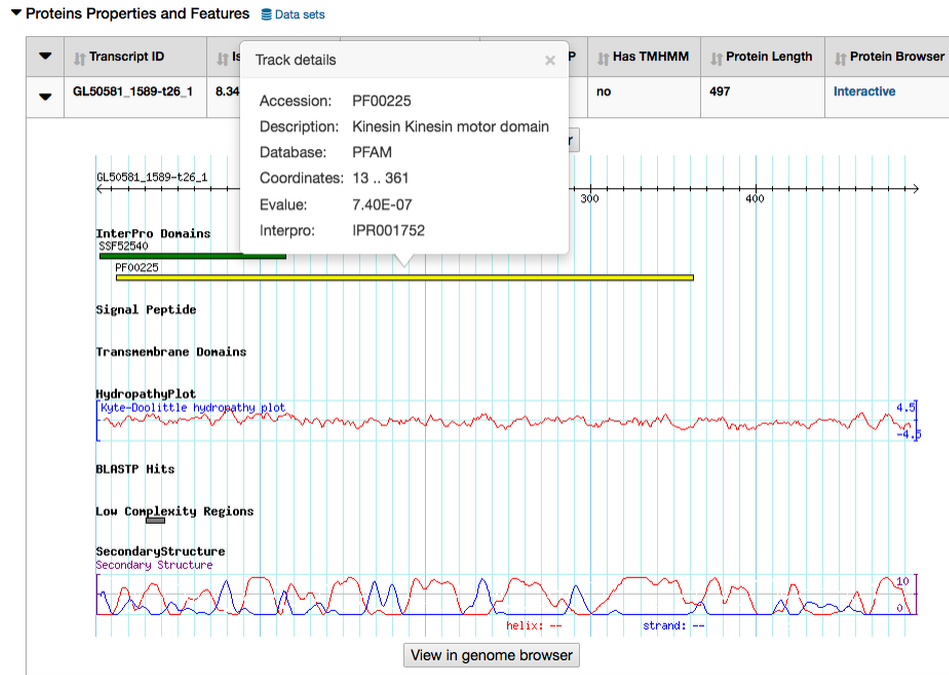 Proteins Properties and Features Data sets
Transcript ID Is P Has TMHMM Protein Length Protein Browser
GL50581_1589-t26_1 8.34 no 497 Interactive
Track details ×
Accession: PF00225
Description: Kinesin Kinesin motor domain
Database: PFAM
Coordinates: 13 .. 361
Evalue: 7.40E-07
Interpro: IPR001752
r
GL50581_1589-t26_1
300 400
InterPro Domains
SSF52540
PF00225
Signal Peptide
Transmembrane Domains
HydropathyPlot
Kyte-Doolittle hydropathy plot 4.5
-4.5
BLASTP Hits
Low Complexity Regions
SecondaryStructure
Secondary Structure
10
0
helix: -- strand: --
View in genome browser